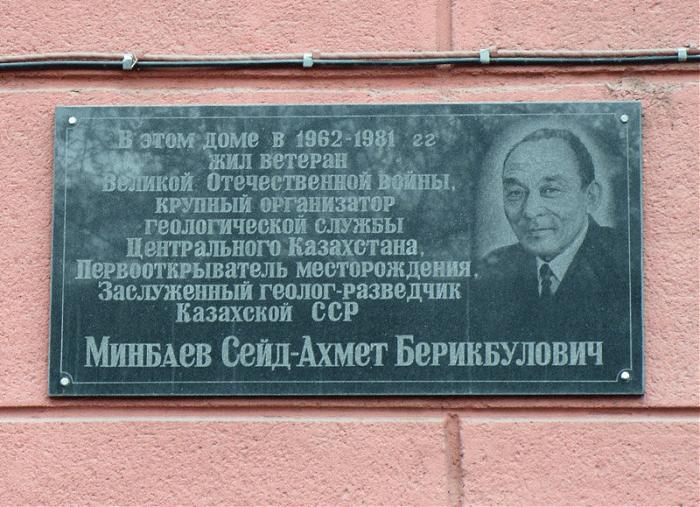 В этом доме в 1962-1981 гг
жил ветеран
Великой Отечественной войны,
крупный организатор
геологической службы
Центрального Казахстана,
Первооткрыватель месторождения,
Заслуженный геолог-разведчик
Казахской ССР
Минбаев Сейд-Ахмет Берикбулович